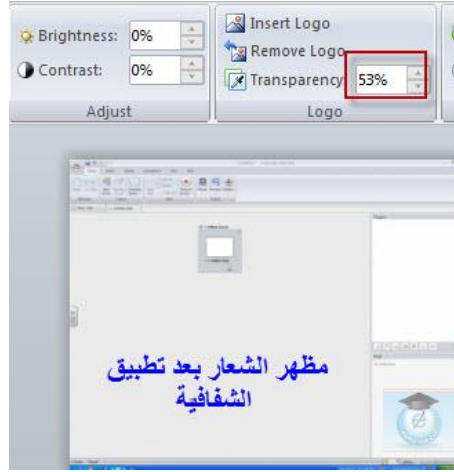 Brightness: 0%
Contrast: 0%
Adjust
Insert Logo
Remove Logo
Transparency: 53%
Logo
مظهر الشعار بعد تطبيق
الشفافية